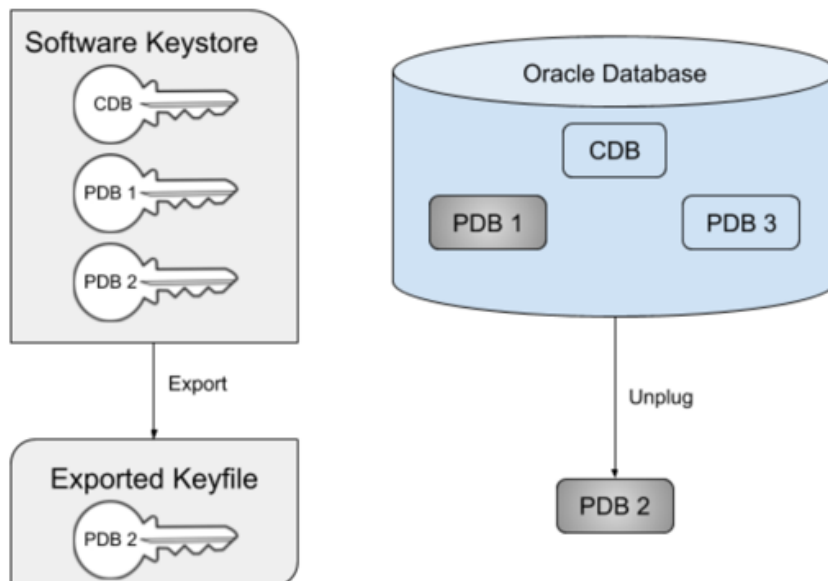 Software Keystore
CDB
PDB 1
PDB 2
Export
Exported Keyfile
PDB 2
Oracle Database
CDB
PDB 1
PDB 3
Unplug
PDB 2